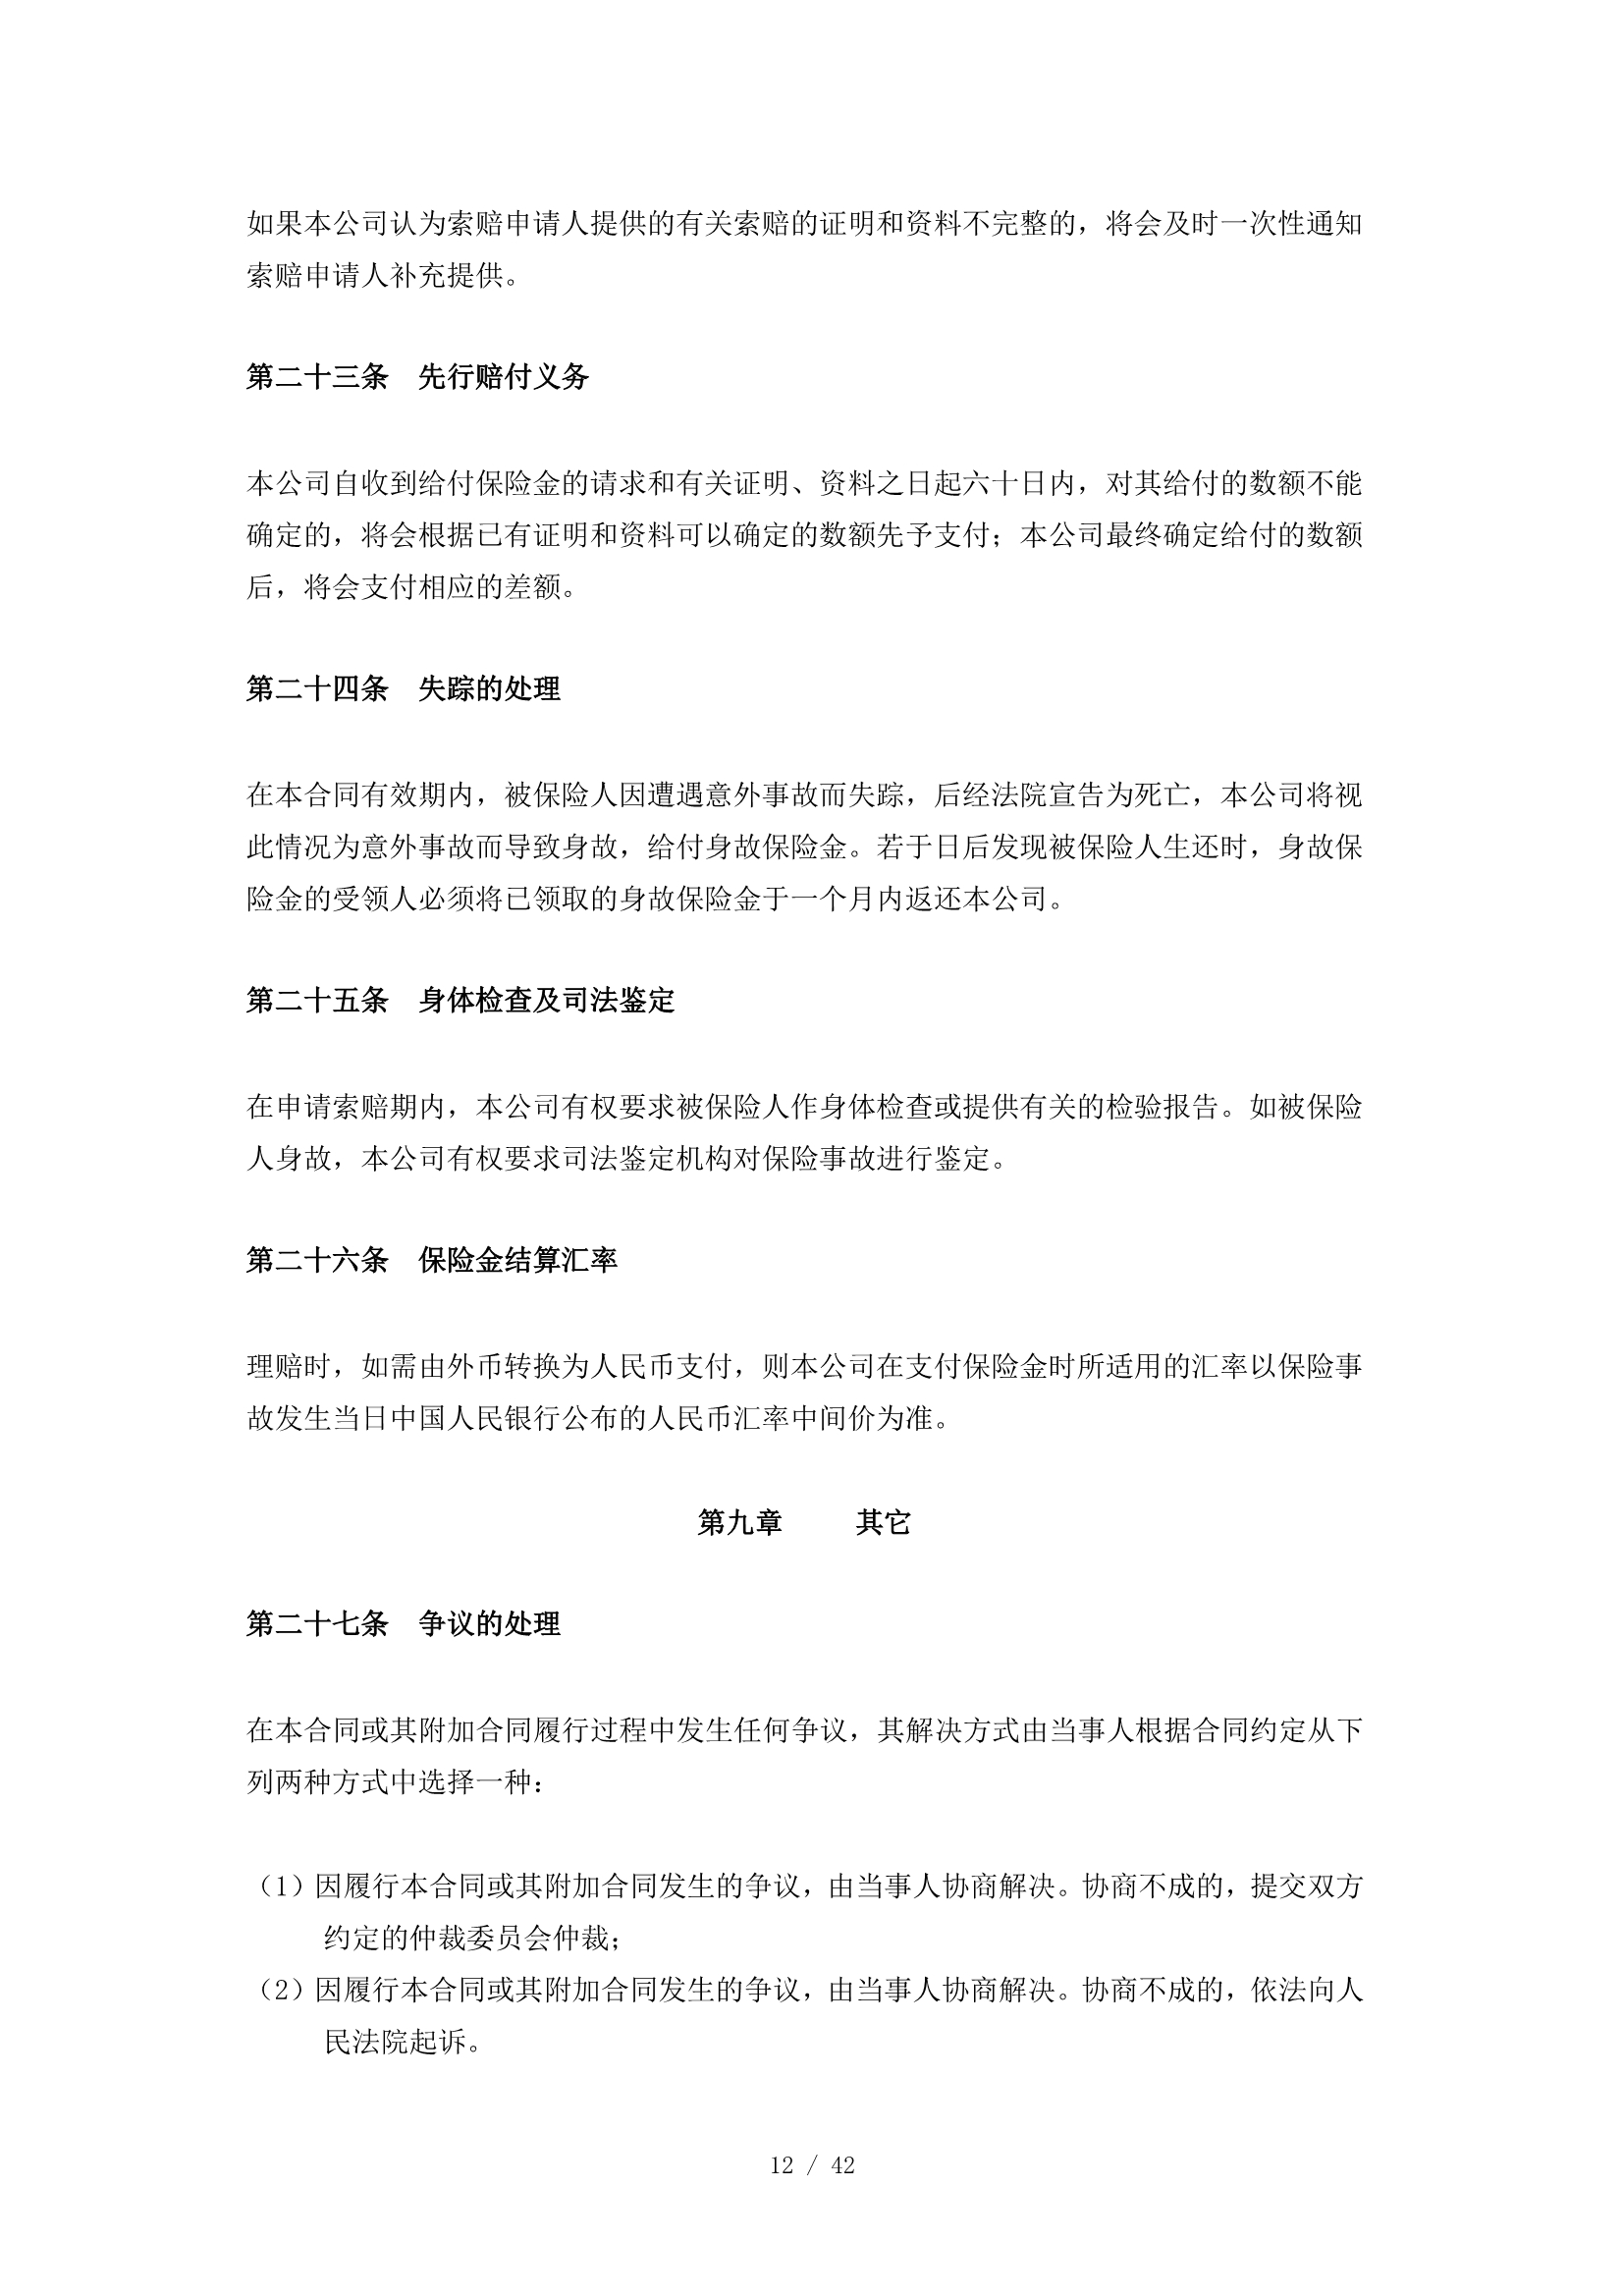 如果本公司认为索赔申请人提供的有关索赔的证明和资料不完整的，将会及时一次性通知
索赔申请人补充提供。
第二十三条　先行赔付义务
本公司自收到给付保险金的请求和有关证明、资料之日起六十日内，对其给付的数额不能
确定的，将会根据已有证明和资料可以确定的数额先予支付；本公司最终确定给付的数额
后，将会支付相应的差额。
第二十四条　失踪的处理
在本合同有效期内，被保险人因遭遇意外事故而失踪，后经法院宣告为死亡，本公司将视
此情况为意外事故而导致身故，给付身故保险金。若于日后发现被保险人生还时，身故保
险金的受领人必须将已领取的身故保险金于一个月内返还本公司。
第二十五条　身体检查及司法鉴定
在申请索赔期内，本公司有权要求被保险人作身体检查或提供有关的检验报告。如被保险
人身故，本公司有权要求司法鉴定机构对保险事故进行鉴定。
第二十六条　保险金结算汇率
理赔时，如需由外币转换为人民币支付，则本公司在支付保险金时所适用的汇率以保险事
故发生当日中国人民银行公布的人民币汇率中间价为准。
第九章　　其它
第二十七条　争议的处理
在本合同或其附加合同履行过程中发生任何争议，其解决方式由当事人根据合同约定从下
列两种方式中选择一种：
（1）因履行本合同或其附加合同发生的争议，由当事人协商解决。协商不成的，提交双方
约定的仲裁委员会仲裁；
（2）因履行本合同或其附加合同发生的争议，由当事人协商解决。协商不成的，依法向人
民法院起诉。
12 / 42